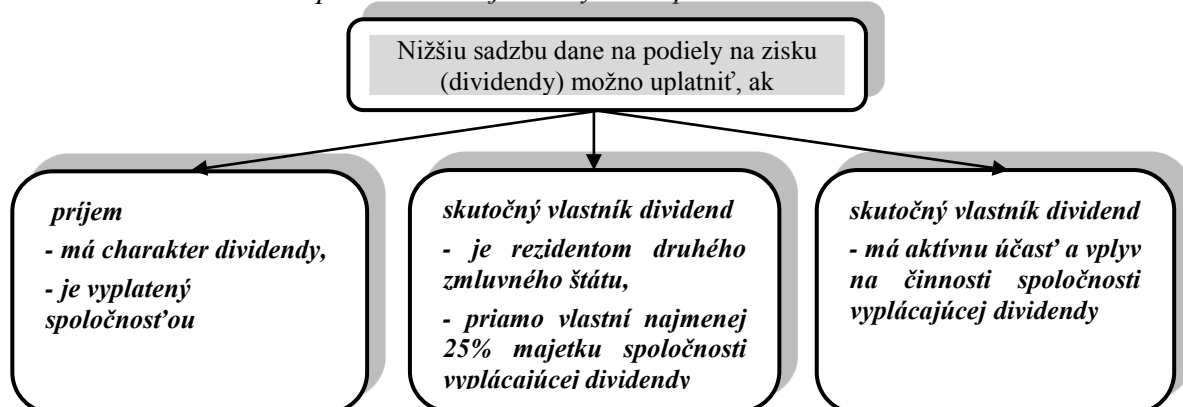 Nižšiu sadzbu dane na podiely na zisku
(dividendy) možno uplatniť, ak
príjem
- má charakter dividendy,
- je vyplatený
spoločnosťou
skutočný vlastník dividend
- je rezidentom druhého
zmluvného štátu,
- priamo vlastní najmenej
25% majetku spoločnosti
vyplácajúcej dividendy
skutočný vlastník dividend
- má aktívnu účasť a vplyv
na činnosti spoločnosti
vyplácajúcej dividendy